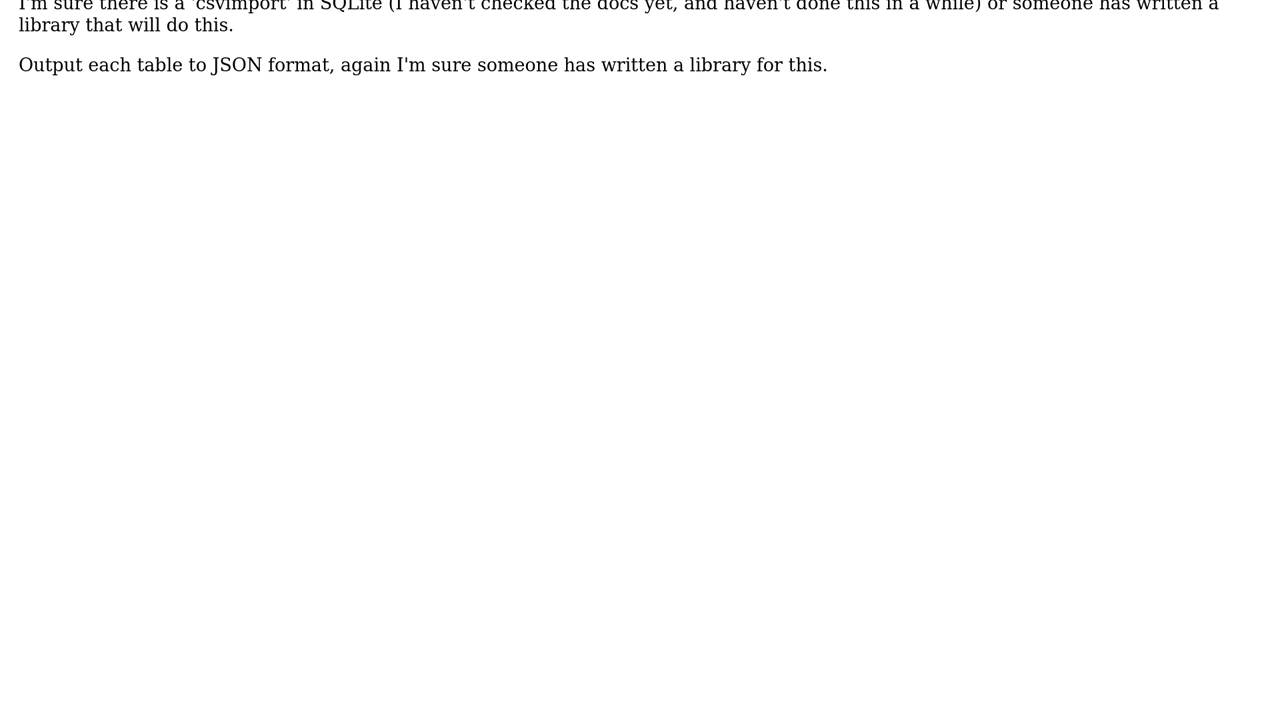 I'm sure there is a 'csvimport' in SQLite (I haven't checked the docs yet, and haven't done this in a while) or someone has written a
library that will do this.
Output each table to JSON format, again I'm sure someone has written a library for this.